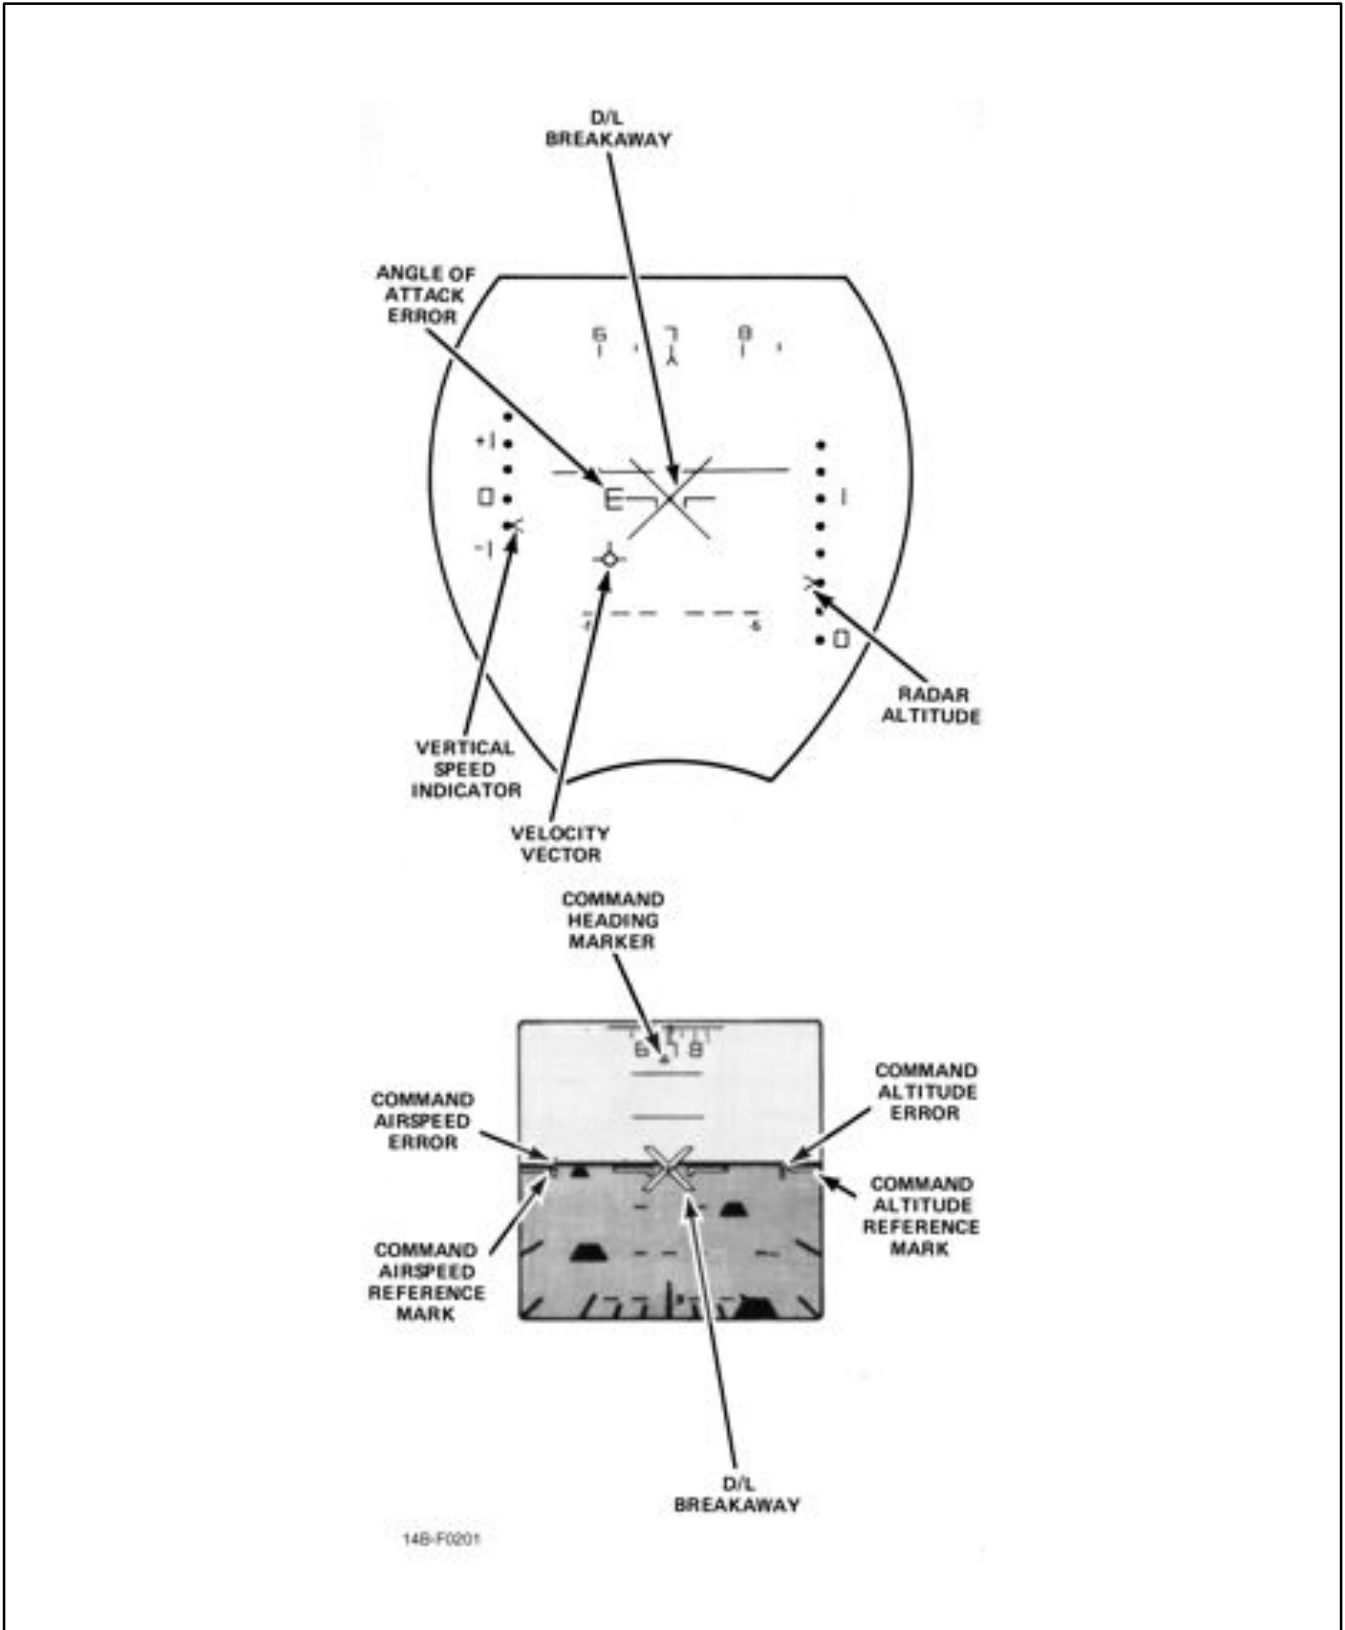 D/L
BREAKAWAY
ANGLE OF
ATTACK
ERROR
6 7 8
+1
0
-1
1
0
RADAR
ALTITUDE
VERTICAL
SPEED
INDICATOR
VELOCITY
VECTOR
COMMAND
HEADING
MARKER
6 7 8
COMMAND
AIRSPEED
ERROR
COMMAND
ALTITUDE
ERROR
COMMAND
AIRSPEED
REFERENCE
MARK
COMMAND
ALTITUDE
REFERENCE
MARK
D/L
BREAKAWAY
14B-F0201